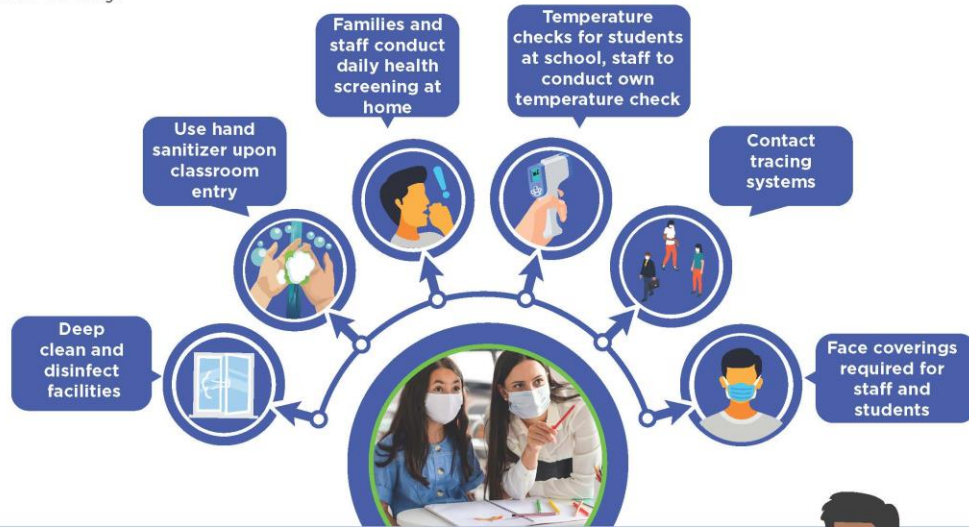 Families and
staff conduct
daily health
screening at
home
Temperature
checks for students
at school, staff to
conduct own
temperature check
Use hand
sanitizer upon
classroom
entry
Contact
tracing
systems
Deep
clean and
disinfect
facilities
Face coverings
required for
staff and
students